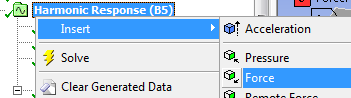 Harmonic Response (B5)
Insert
Acceleration
Solve
Pressure
Force
Clear Generated Data
Remote Force